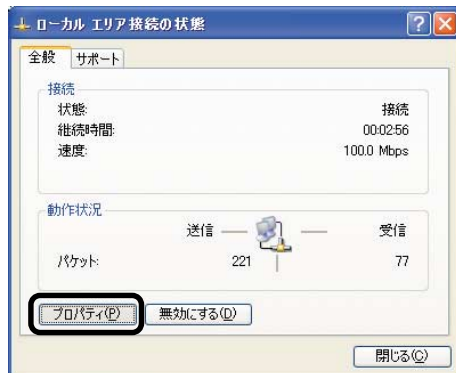 ローカル エリア接続の状態
全般 サポート
接続
状態: 接続
継続時間: 00:02:56
速度: 100.0 Mbps
動作状況
送信 受信
パケット: 221 77
プロパティ(P) 無効にする(D)
閉じる(C)